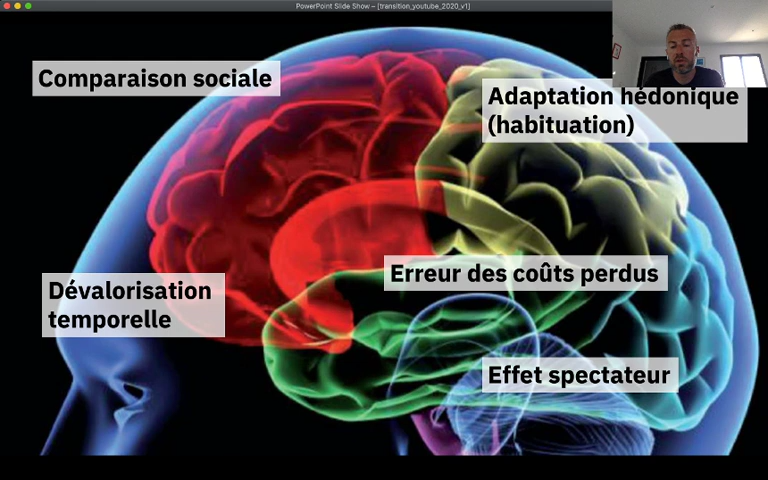 PowerPoint Slide Show – [transition_youtube_2020_v1]
Comparaison sociale
Adaptation hédonique
(habituation)
Erreur des coûts perdus
Dévalorisation
temporelle
Effet spectateur